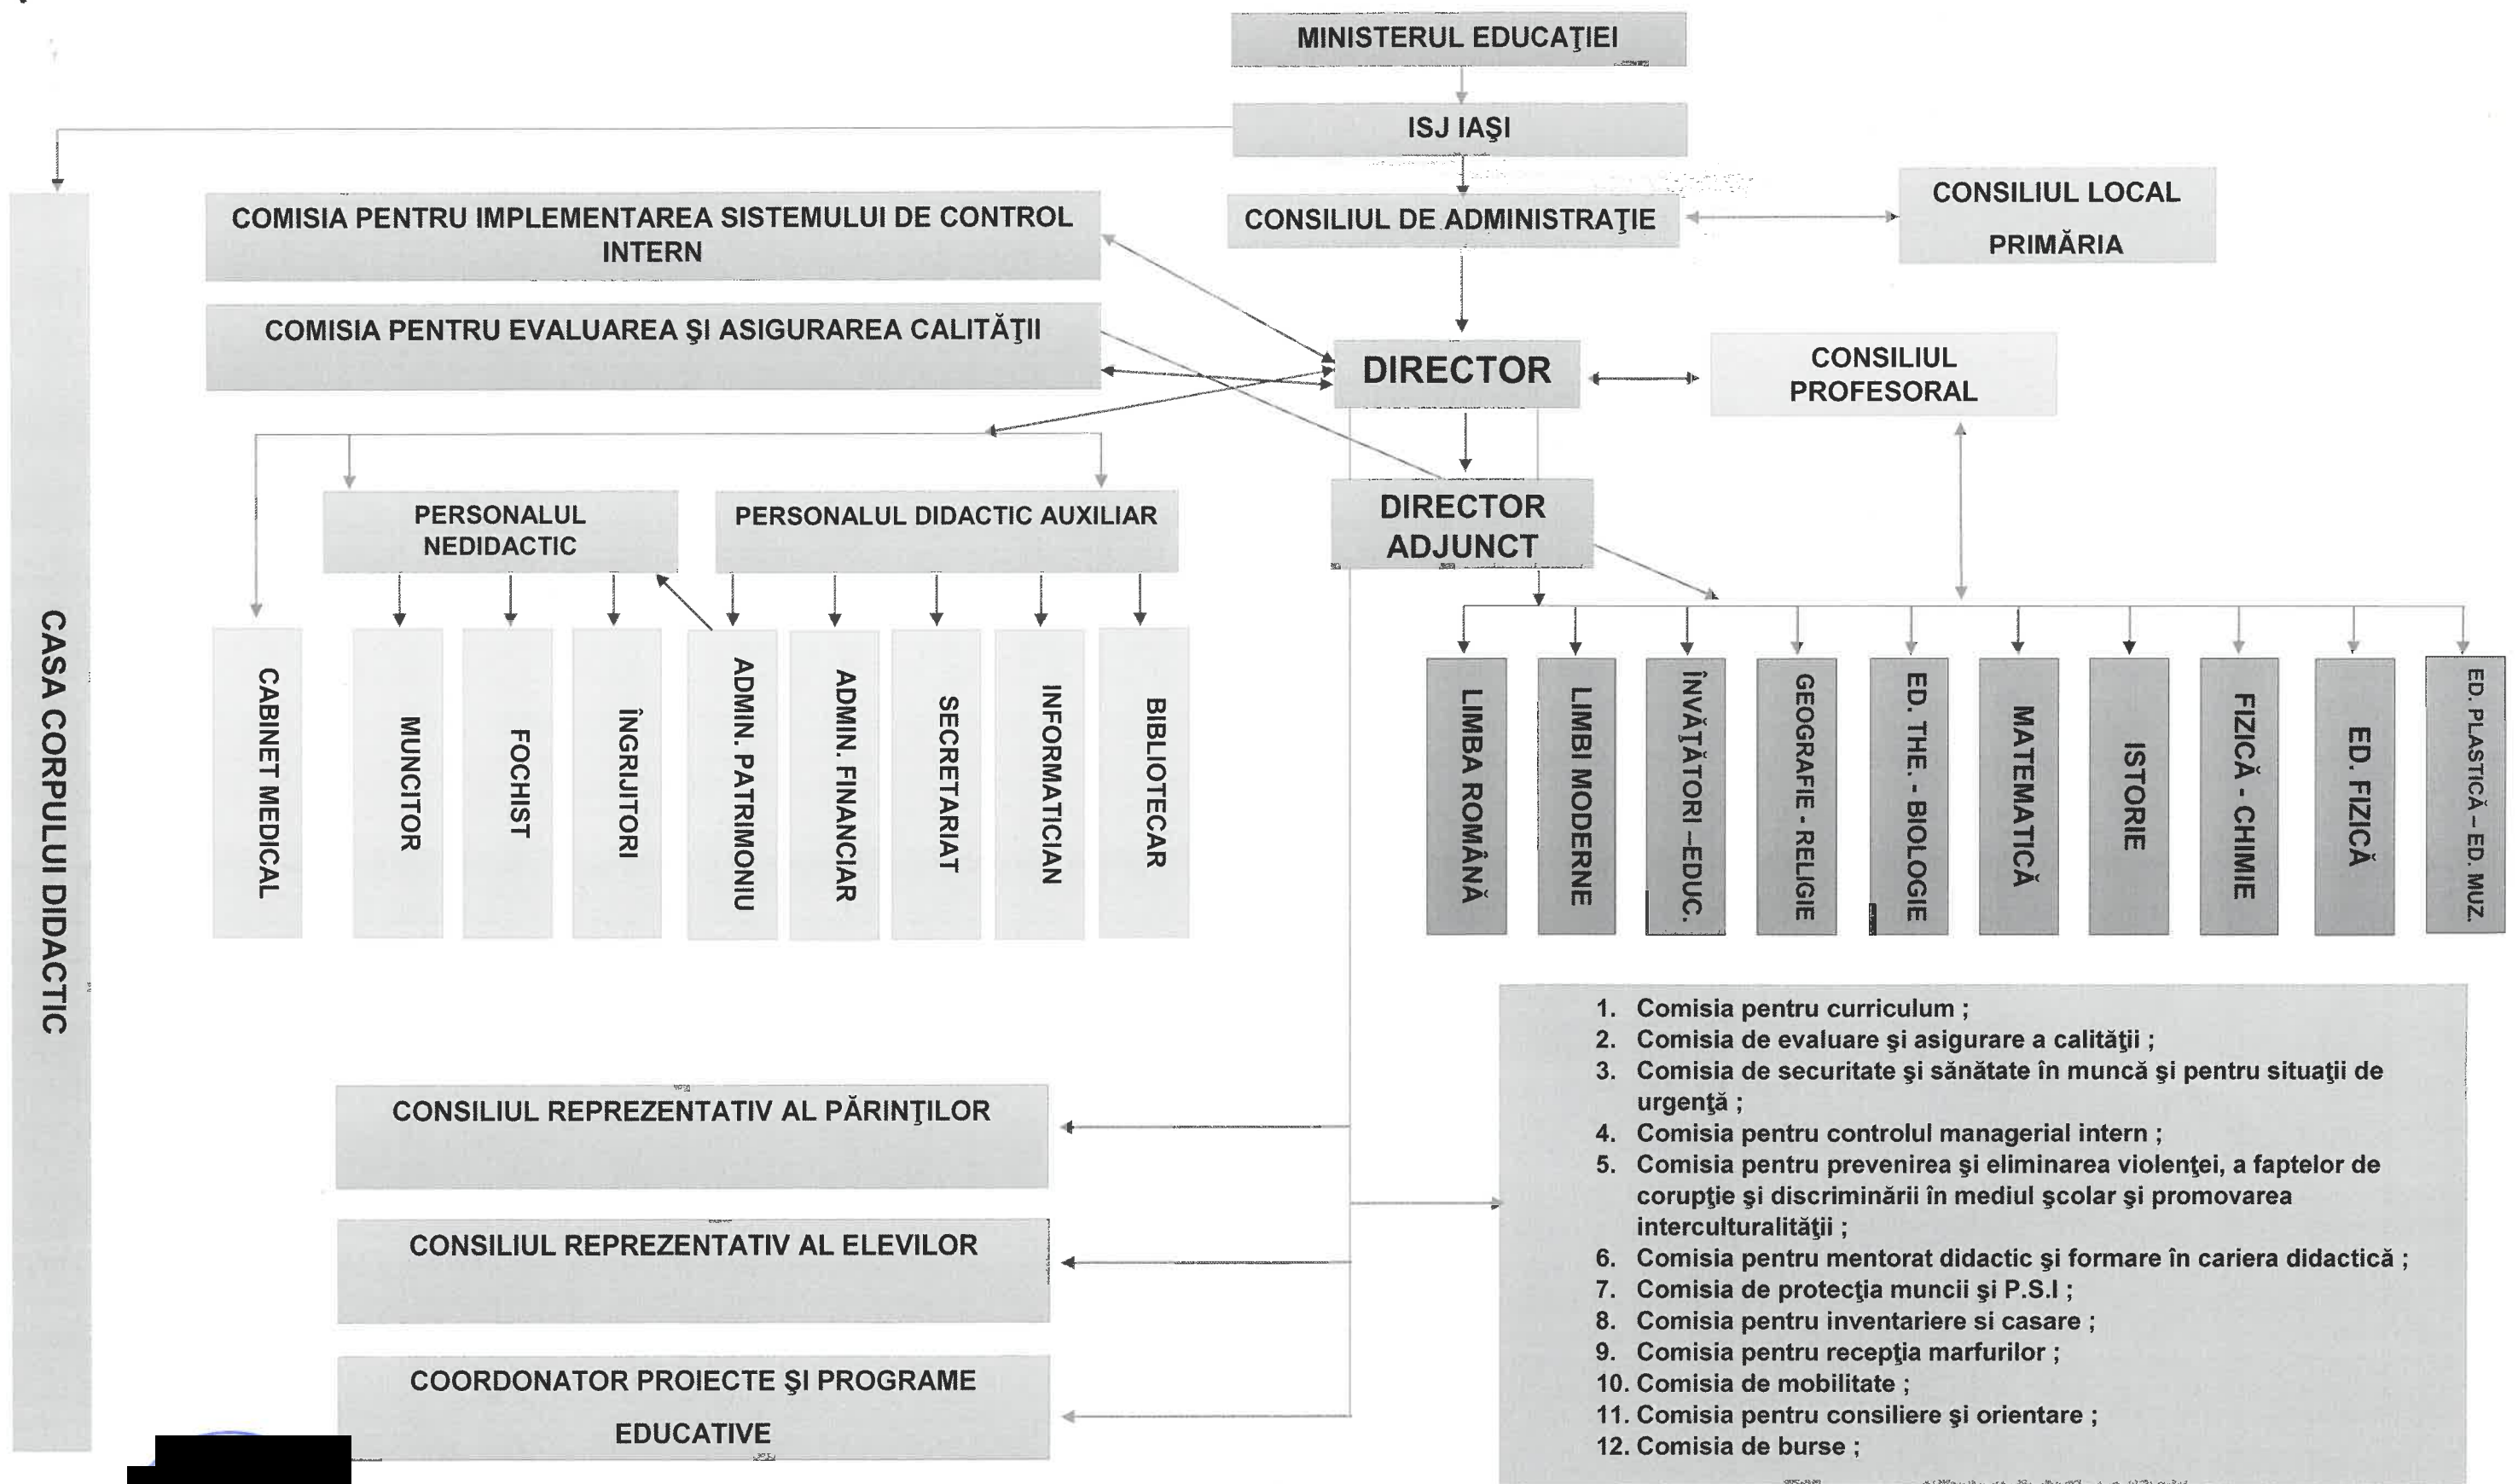 MINISTERUL EDUCAŢIEI
ISJ IAŞI
CONSILIUL DE ADMINISTRAŢIE
CONSILIUL LOCAL
PRIMĂRIA
COMISIA PENTRU IMPLEMENTAREA SISTEMULUI DE CONTROL
INTERN
COMISIA PENTRU EVALUAREA ŞI ASIGURAREA CALITĂŢII
DIRECTOR
CONSILIUL
PROFESORAL
DIRECTOR
ADJUNCT
PERSONALUL
NEDIDACTIC
PERSONALUL DIDACTIC AUXILIAR
CASA CORPULUI DIDACTIC
CABINET MEDICAL
MUNCITOR
FOCHIST
ÎNGRIJITORI
ADMIN. PATRIMONIU
ADMIN. FINANCIAR
SECRETARIAT
INFORMATICIAN
BIBLIOTECAR
LIMBA ROMÂNĂ
LIMBI MODERNE
ÎNVĂŢĂTORI –EDUC.
GEOGRAFIE - RELIGIE
ED. THE. - BIOLOGIE
MATEMATICĂ
ISTORIE
FIZICĂ - CHIMIE
ED. FIZICĂ
ED. PLASTICĂ – ED. MUZ.
CONSILIUL REPREZENTATIV AL PĂRINŢILOR
CONSILIUL REPREZENTATIV AL ELEVILOR
COORDONATOR PROIECTE ŞI PROGRAME
EDUCATIVE
1. Comisia pentru curriculum ;
2. Comisia de evaluare şi asigurare a calităţii ;
3. Comisia de securitate şi sănătate în muncă şi pentru situaţii de
urgenţă ;
4. Comisia pentru controlul managerial intern ;
5. Comisia pentru prevenirea şi eliminarea violenţei, a faptelor de
corupţie şi discriminării în mediul şcolar şi promovarea
interculturalităţii ;
6. Comisia pentru mentorat didactic şi formare în cariera didactică ;
7. Comisia de protecţia muncii şi P.S.I ;
8. Comisia pentru inventariere si casare ;
9. Comisia pentru recepţia marfurilor ;
10. Comisia de mobilitate ;
11. Comisia pentru consiliere şi orientare ;
12. Comisia de burse ;